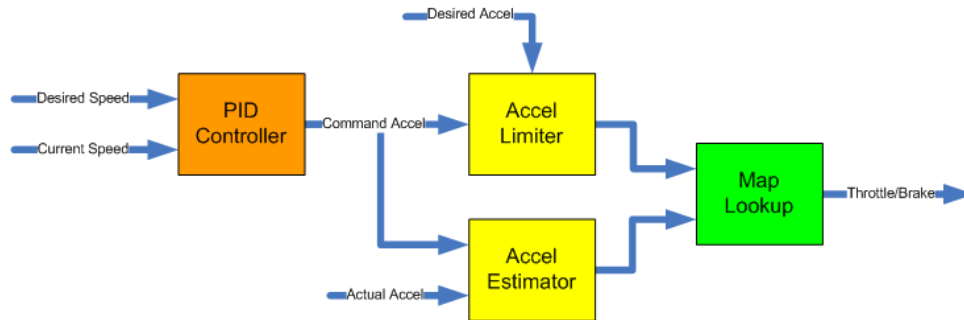 Desired Accel
Desired Speed
PID
Controller
Command Accel
Accel
Limiter
Current Speed
Map
Lookup
Throttle/Brake
Accel
Estimator
Actual Accel